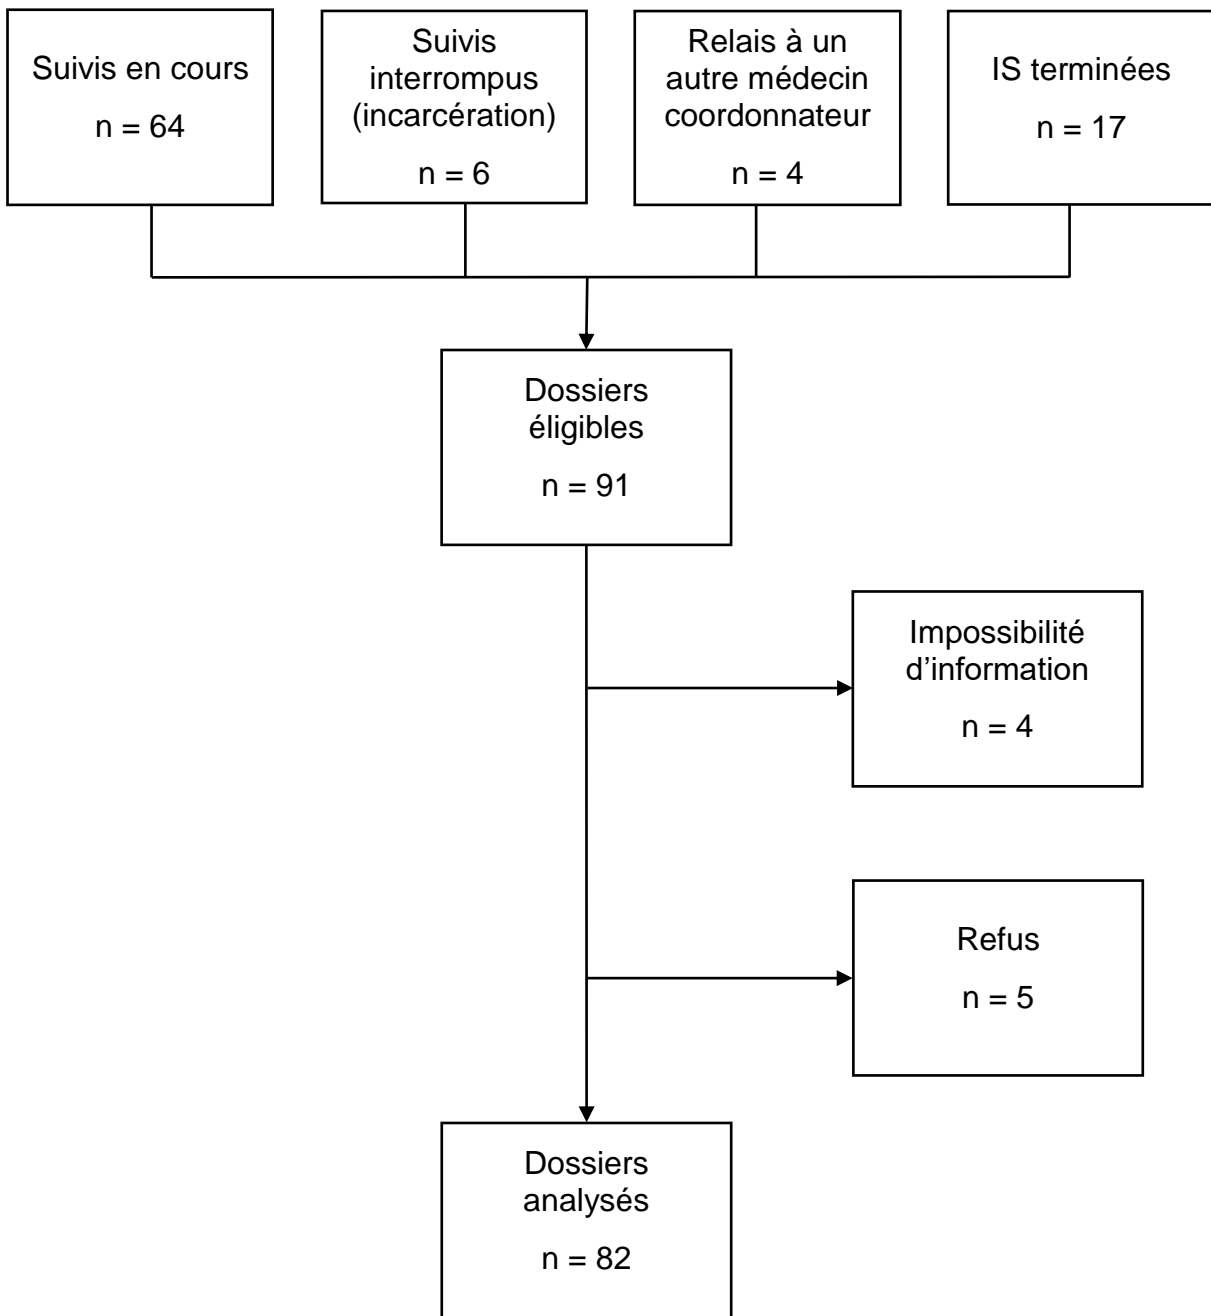 Suivis en cours
n = 64
Suivis
interrompus
(incarcération)
n = 6
Relais à un
autre médecin
coordonnateur
n = 4
IS terminées
n = 17
Dossiers
éligibles
n = 91
Impossibilité
d’information
n = 4
Refus
n = 5
Dossiers
analysés
n = 82